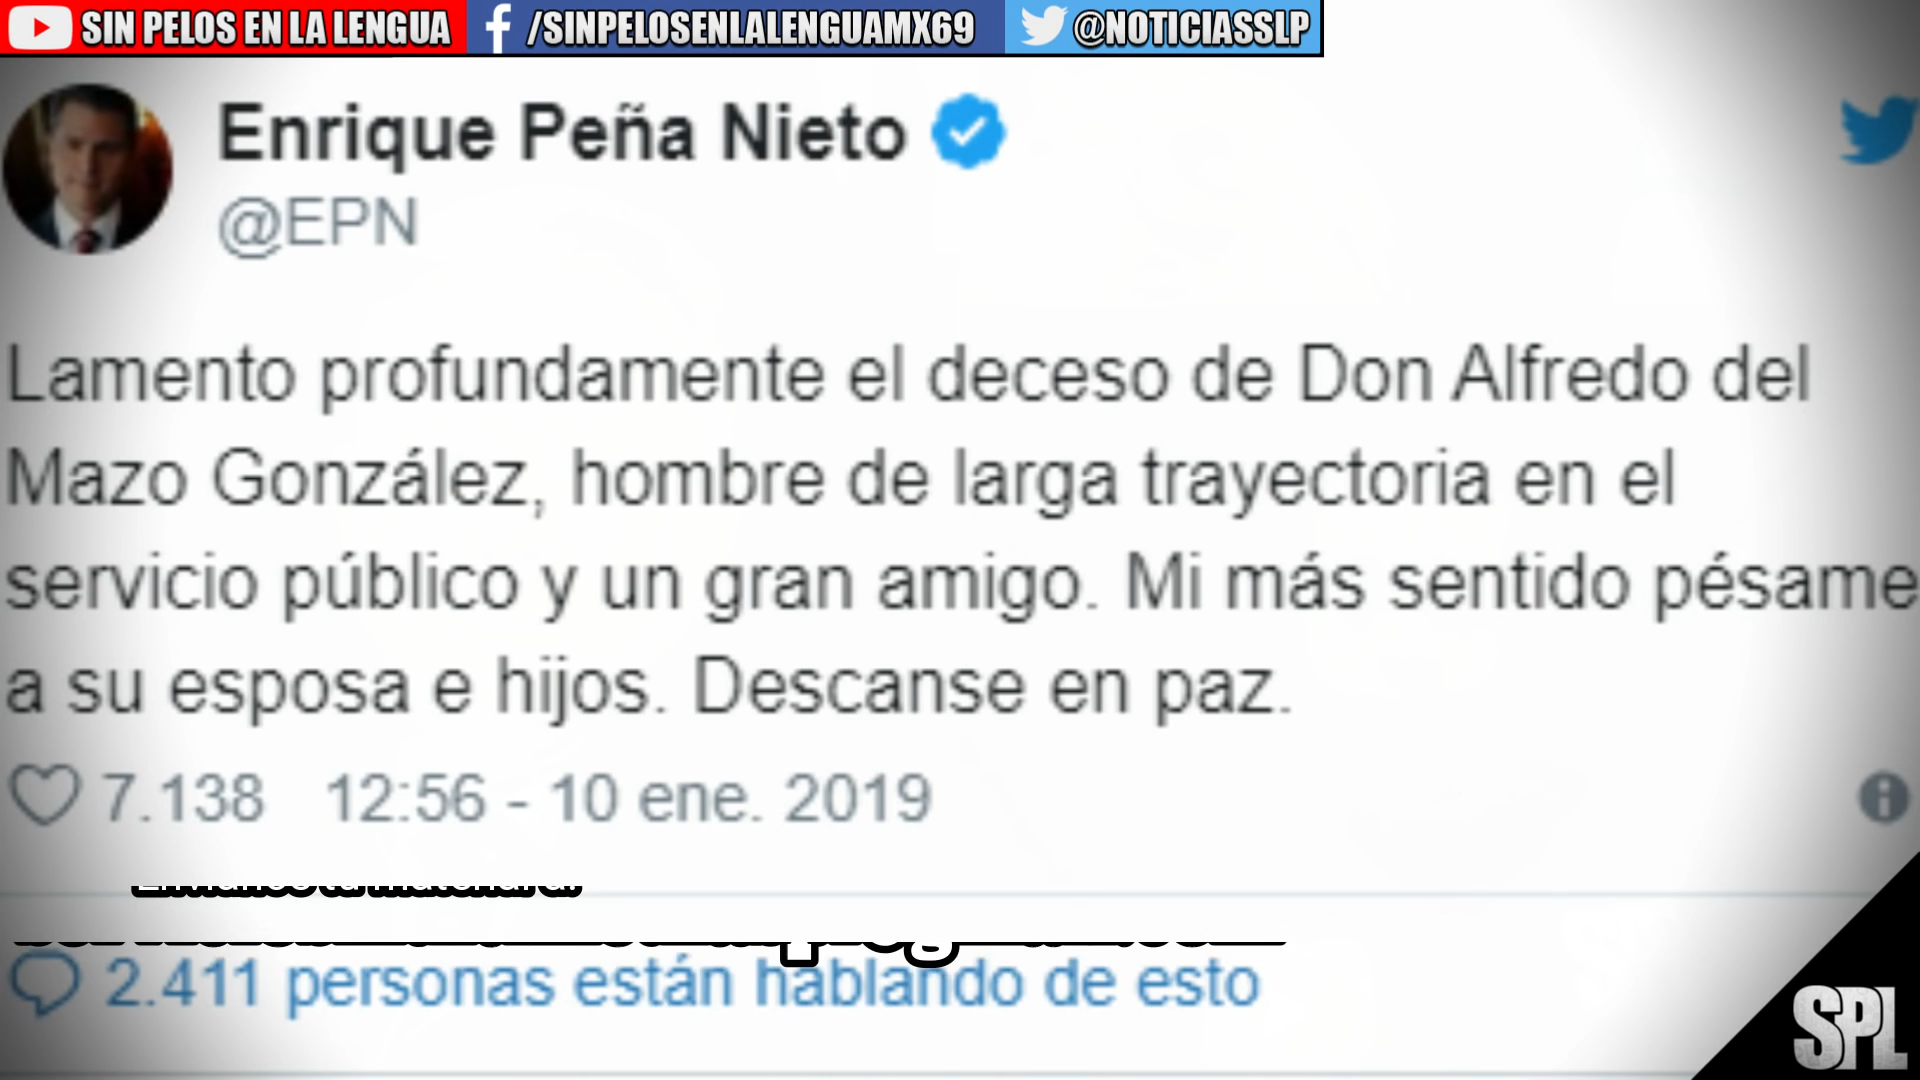 SIN PELOS EN LA LENGUA /SINPELOSENLALENGUAMX69 @NOTICIASSLP
Enrique Peña Nieto
@EPN
Lamento profundamente el deceso de Don Alfredo del
Mazo González, hombre de larga trayectoria en el
servicio público y un gran amigo. Mi más sentido pésame
a su esposa e hijos. Descanse en paz.
7.138 12:56 - 10 ene. 2019
2.411 personas están hablando de esto
SPL